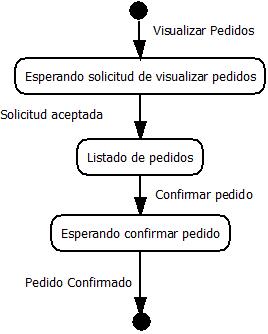 Visualizar Pedidos
Esperando solicitud de visualizar pedidos
Solicitud aceptada
Listado de pedidos
Confirmar pedido
Esperando confirmar pedido
Pedido Confirmado